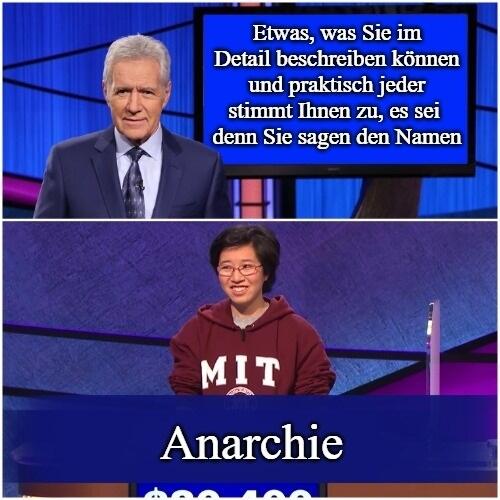 Etwas, was Sie im
Detail beschreiben können
und praktisch jeder
stimmt Ihnen zu, es sei
denn Sie sagen den Namen
MIT
Anarchie